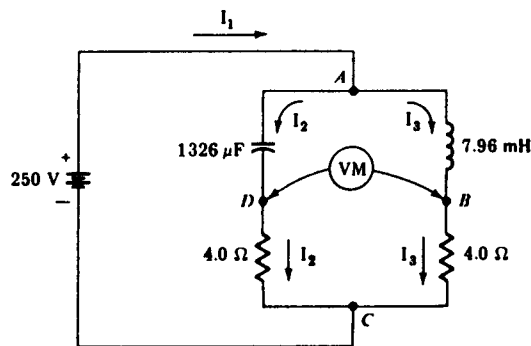 I₁
A
I₂
I₃
1326 μF
7.96 mH
VM
+
250 V
−
D
B
4.0 Ω
I₂
I₃
4.0 Ω
C